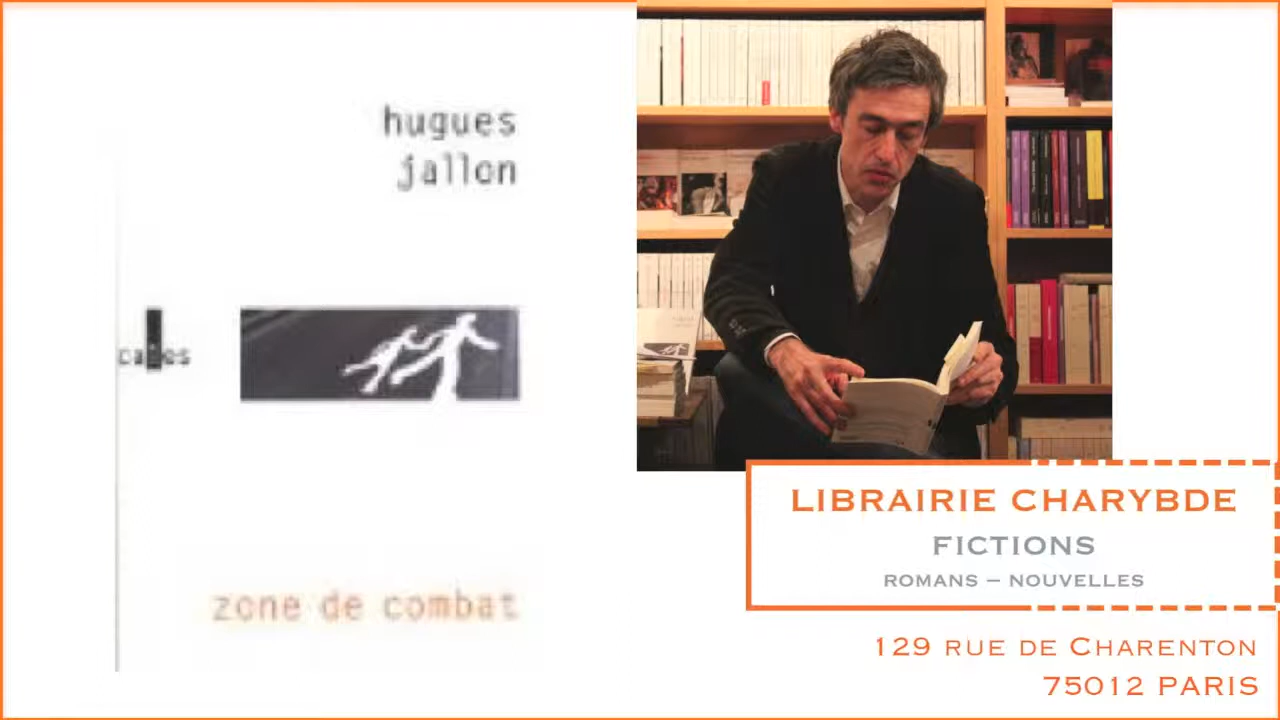 hugues
jallon
zone de combat
LIBRAIRIE CHARYBDE
FICTIONS
ROMANS – NOUVELLES
129 RUE DE CHARENTON
75012 PARIS